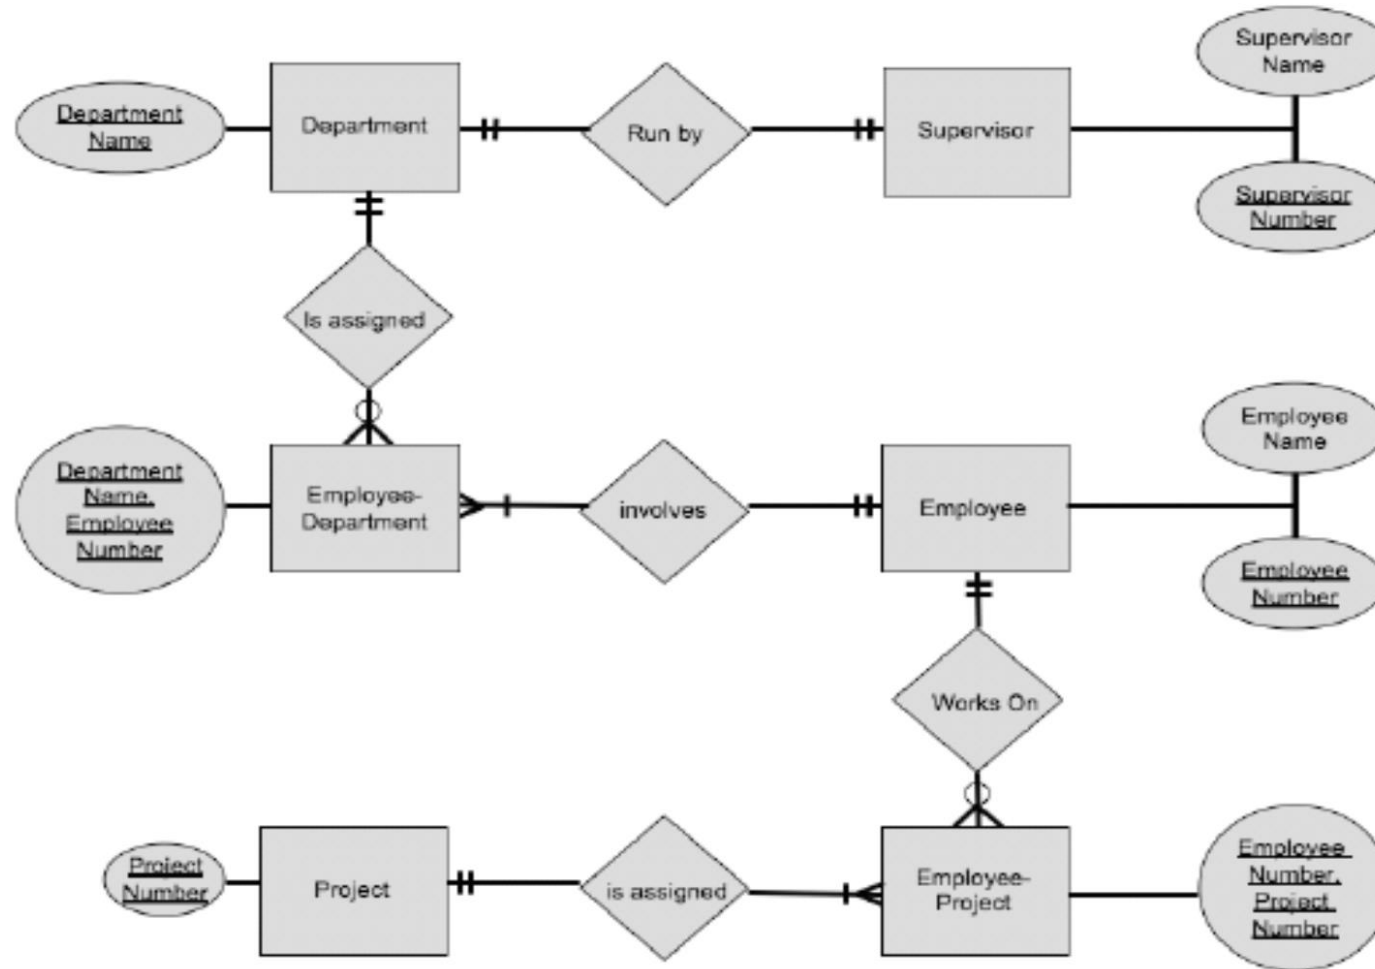 Supervisor
Name
Department
Name
Department
Run by
Supervisor
Supervisor
Number
Is assigned
Employee
Name
Department
Name,
Employee
Number
Employee-
Department
involves
Employee
Employee
Number
Works On
Project
Number
Project
is assigned
Employee-
Project
Employee
Number,
Project
Number